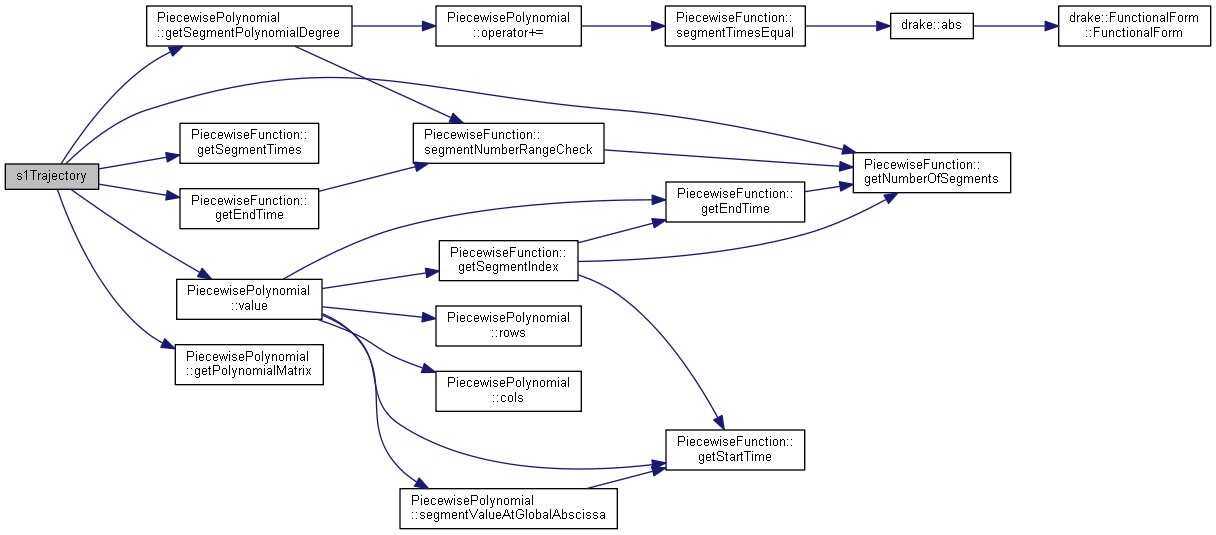 PiecewisePolynomial
::getSegmentPolynomialDegree
PiecewisePolynomial
::operator+=
PiecewiseFunction::
segmentTimesEqual
drake::abs
drake::FunctionalForm
::FunctionalForm
PiecewiseFunction::
getSegmentTimes
PiecewiseFunction::
segmentNumberRangeCheck
s1Trajectory
PiecewiseFunction::
getNumberOfSegments
PiecewiseFunction::
getEndTime
PiecewiseFunction::
getEndTime
PiecewiseFunction::
getSegmentIndex
PiecewisePolynomial
::value
PiecewisePolynomial
::rows
PiecewisePolynomial
::getPolynomialMatrix
PiecewisePolynomial
::cols
PiecewiseFunction::
getStartTime
PiecewisePolynomial
::segmentValueAtGlobalAbscissa